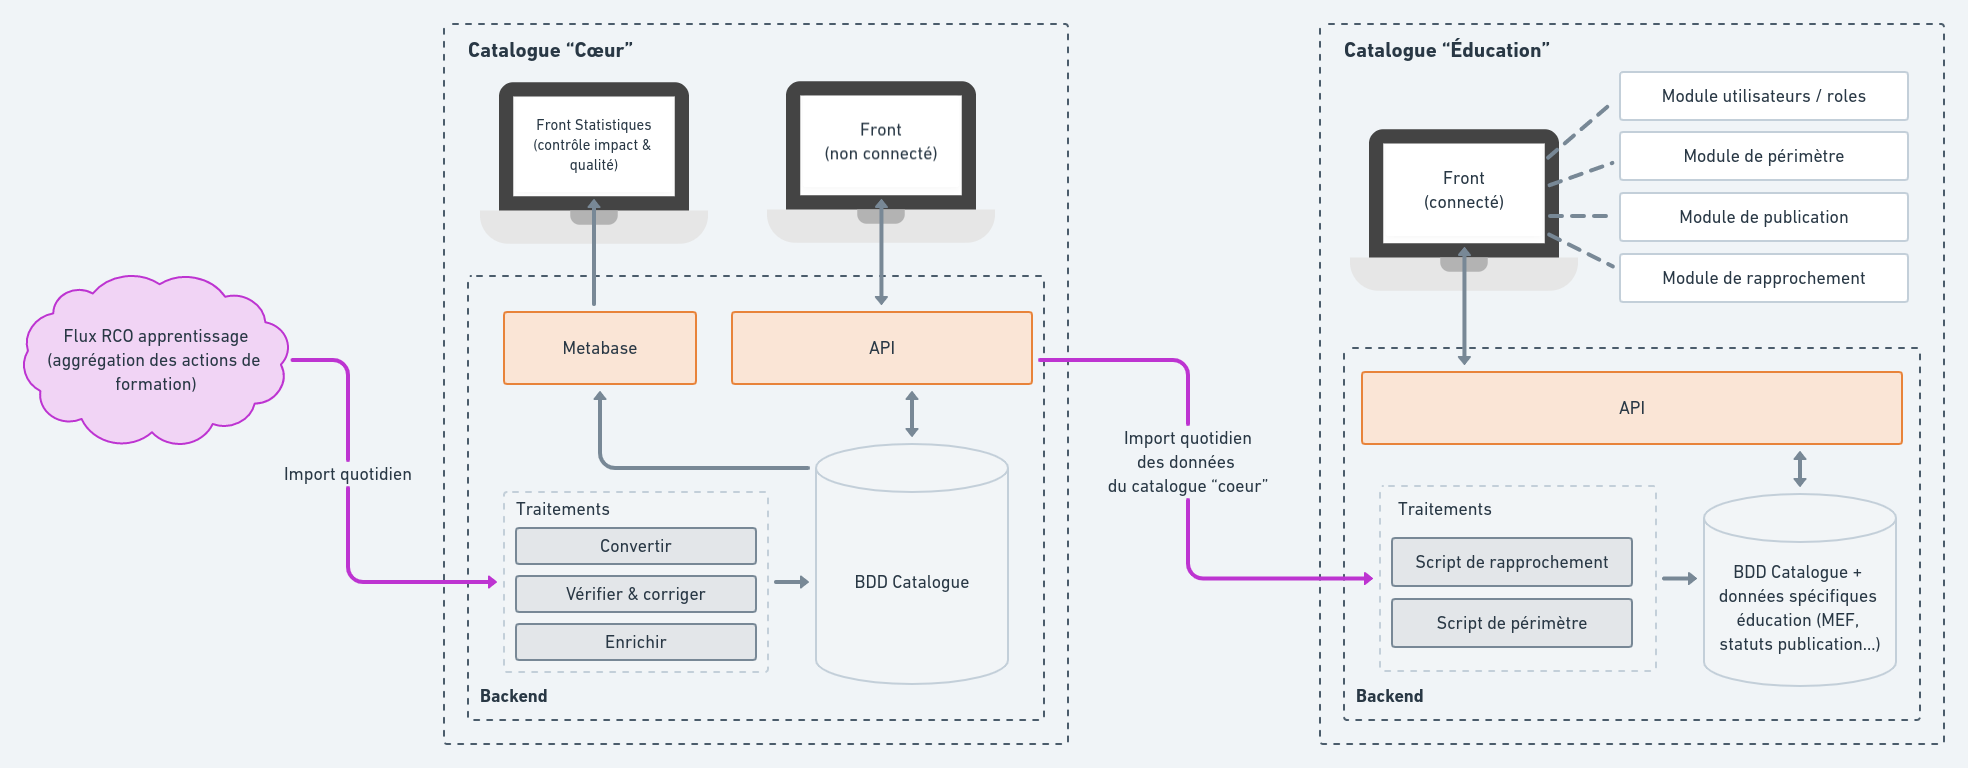 Flux RCO apprentissage
(aggrégation des actions de
formation)
Import quotidien
Catalogue “Cœur”
Front Statistiques
(contrôle impact &
qualité)
Front
(non connecté)
Metabase
API
Traitements
Convertir
Vérifier & corriger
Enrichir
BDD Catalogue
Backend
Import quotidien
des données
du catalogue “coeur”
Catalogue “Éducation”
Front
(connecté)
Module utilisateurs / roles
Module de périmètre
Module de publication
Module de rapprochement
API
Traitements
Script de rapprochement
Script de périmètre
BDD Catalogue +
données spécifiques
éducation (MEF,
statuts publication...)
Backend